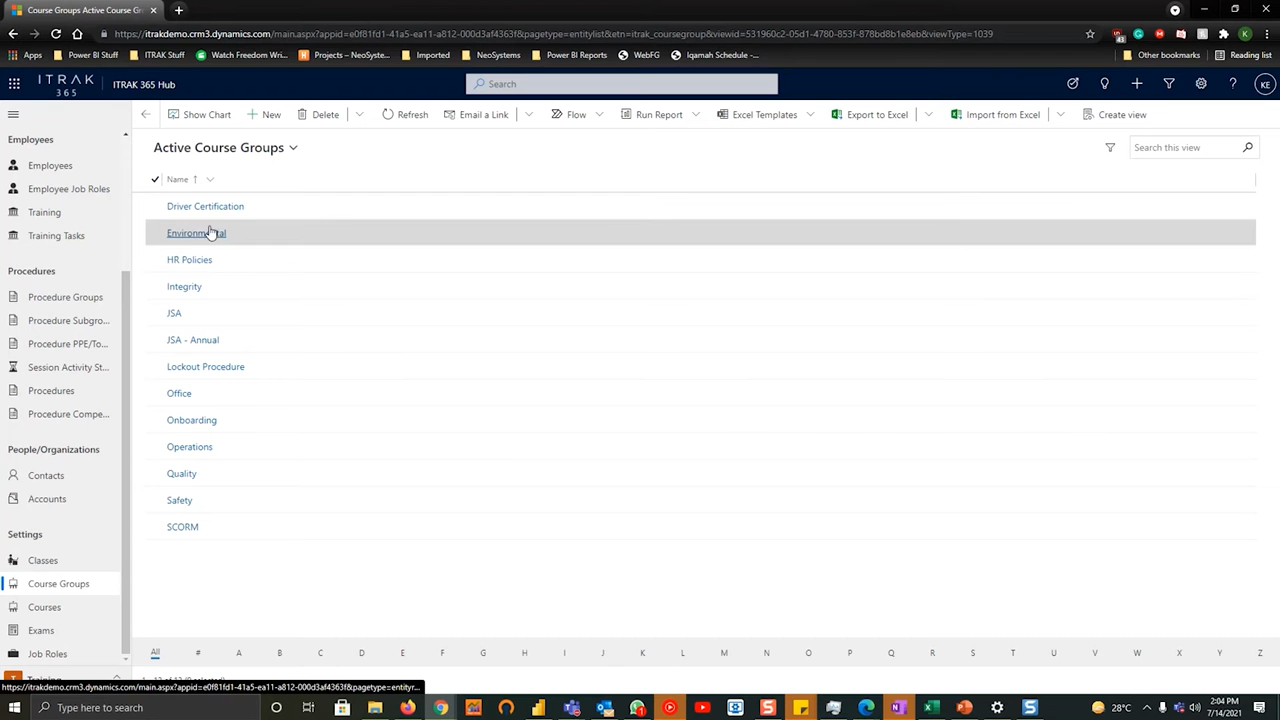 Course Groups Active Course Gro
https://itrakdemo.crm3.dynamics.com/main.aspx?appid=e0f81fd1-41a5-ea11-a812-000d3af4363f&pagetype=entitylist&etn=itrak_coursegroup&viewid=531960c2-05d1-4780-853f-878bd8b1e8eb&viewType=1039
Apps
Power BI Stuff
ITRAK Stuff
Watch Freedom Wri...
Projects – NeoSyste...
Imported
NeoSystems
Power BI Reports
WebFG
Iqamah Schedule -...
Other bookmarks
Reading list
ITRAK
365
ITRAK 365 Hub
Search
KE
Show Chart
New
Delete
Refresh
Email a Link
Flow
Run Report
Excel Templates
Export to Excel
Import from Excel
Create view
Employees
Employees
Employee Job Roles
Training
Training Tasks
Procedures
Procedure Groups
Procedure Subgro...
Procedure PPE/To...
Session Activity St...
Procedures
Procedure Compe...
People/Organizations
Contacts
Accounts
Settings
Classes
Course Groups
Courses
Exams
Job Roles
Active Course Groups
Search this view
Name
Driver Certification
Environmental
HR Policies
Integrity
JSA
JSA - Annual
Lockout Procedure
Office
Onboarding
Operations
Quality
Safety
SCORM
All # A B C D E F G H I J K L M N O P Q R S T U V W X Y Z
https://itrakdemo.crm3.dynamics.com/main.aspx?appid=e0f81fd1-41a5-ea11-a812-000d3af4363f&pagetype=entityr...
Type here to search
28°C
2:04 PM
7/14/2021